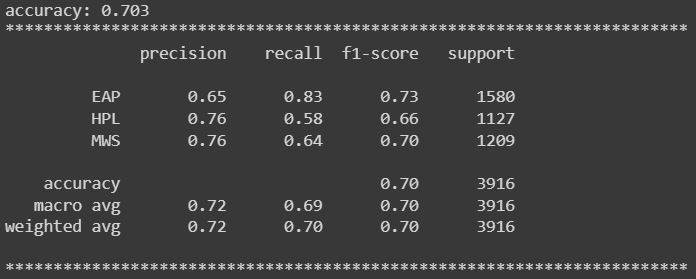 accuracy: 0.703
***********************************************************************
precision recall f1-score support
EAP 0.65 0.83 0.73 1580
HPL 0.76 0.58 0.66 1127
MWS 0.76 0.64 0.70 1209
accuracy 0.70 3916
macro avg 0.72 0.69 0.70 3916
weighted avg 0.72 0.70 0.70 3916
***********************************************************************